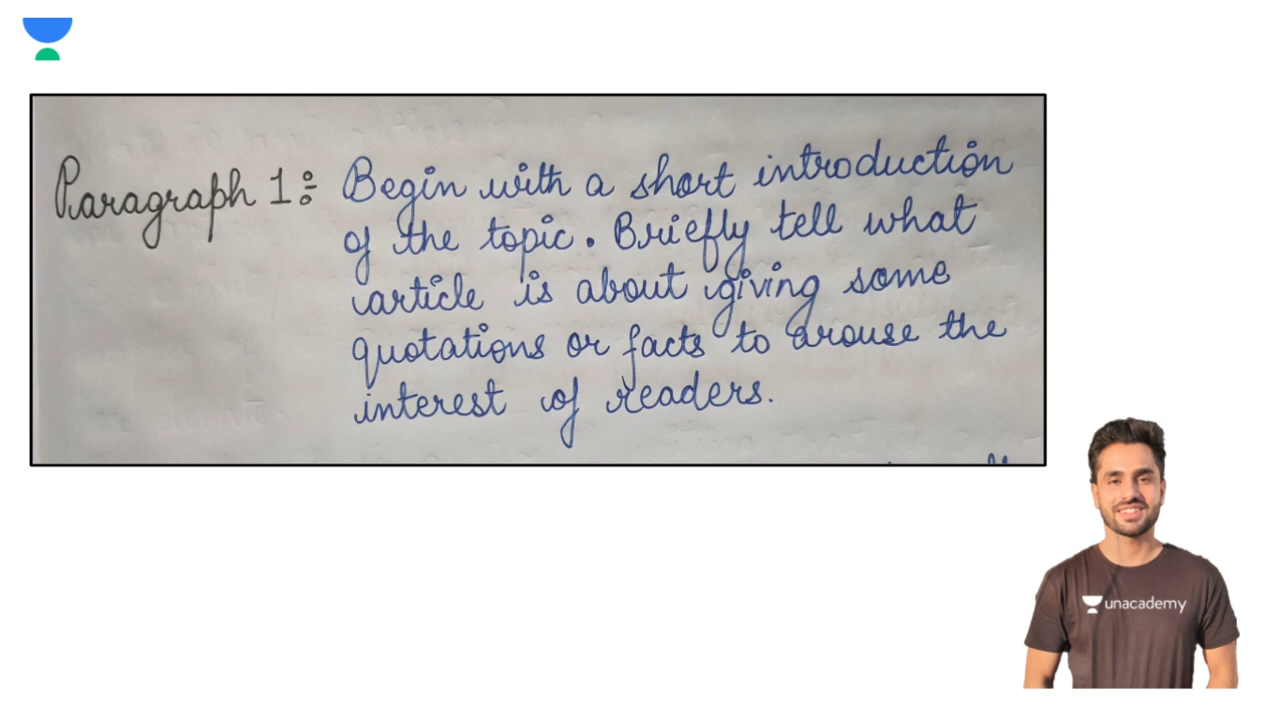 Paragraph 1: Begin with a short introduction
of the topic. Briefly tell what
article is about giving some
quotations or facts to arouse the
interest of readers.
unacademy